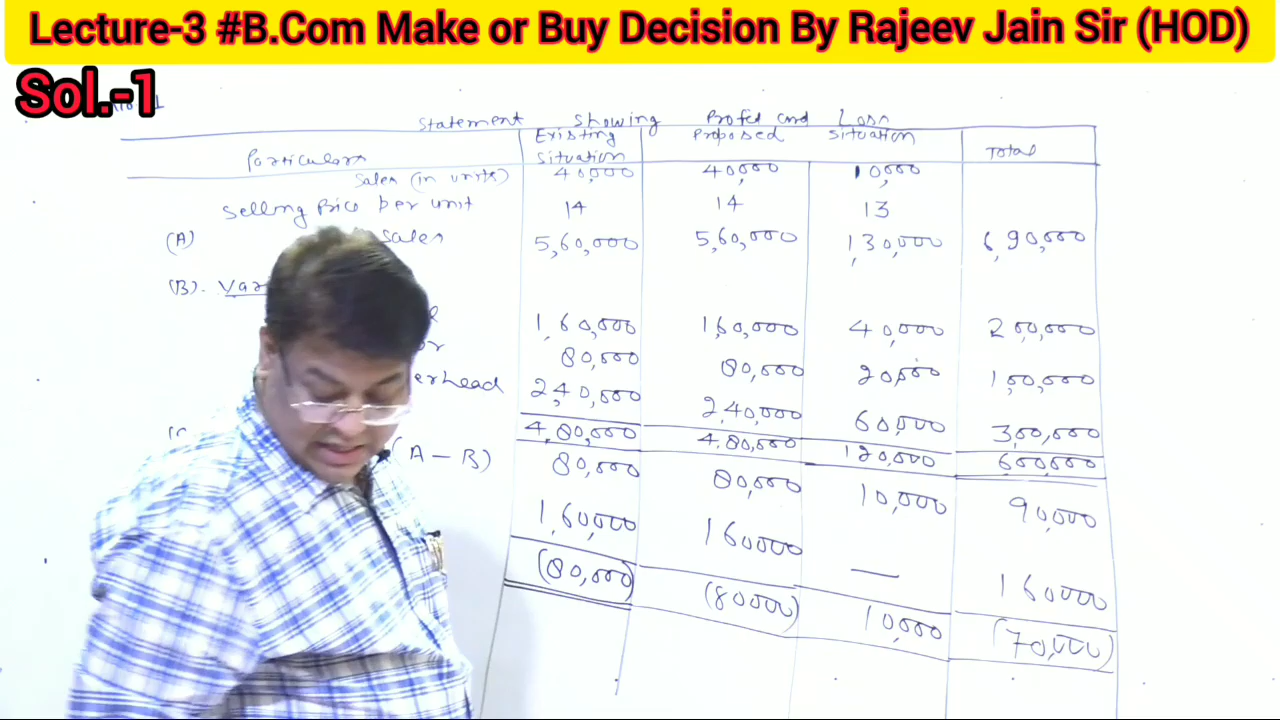 Lecture-3 #B.Com Make or Buy Decision By Rajeev Jain Sir (HOD)
Sol.-1
Statement Showing Profit and Loss
Particulars Existing Situation Proposed Situation Total
Sales (in units) 40,000 40,000 10,000
Selling Price per unit 14 14 13
(A) Sales 5,60,000 5,60,000 1,30,000 6,90,000
(B). Var
1,60,000 1,60,000 40,000 2,00,000
or 80,000 80,000 20,000 1,00,000
erhead 2,40,000 2,40,000 60,000 3,00,000
4,80,000 4,80,000 1,20,000 6,00,000
(A - B) 80,000 80,000 10,000 90,000
1,60,000 160000 — 160000
(80,000) (80000) 10,000 (70,000)